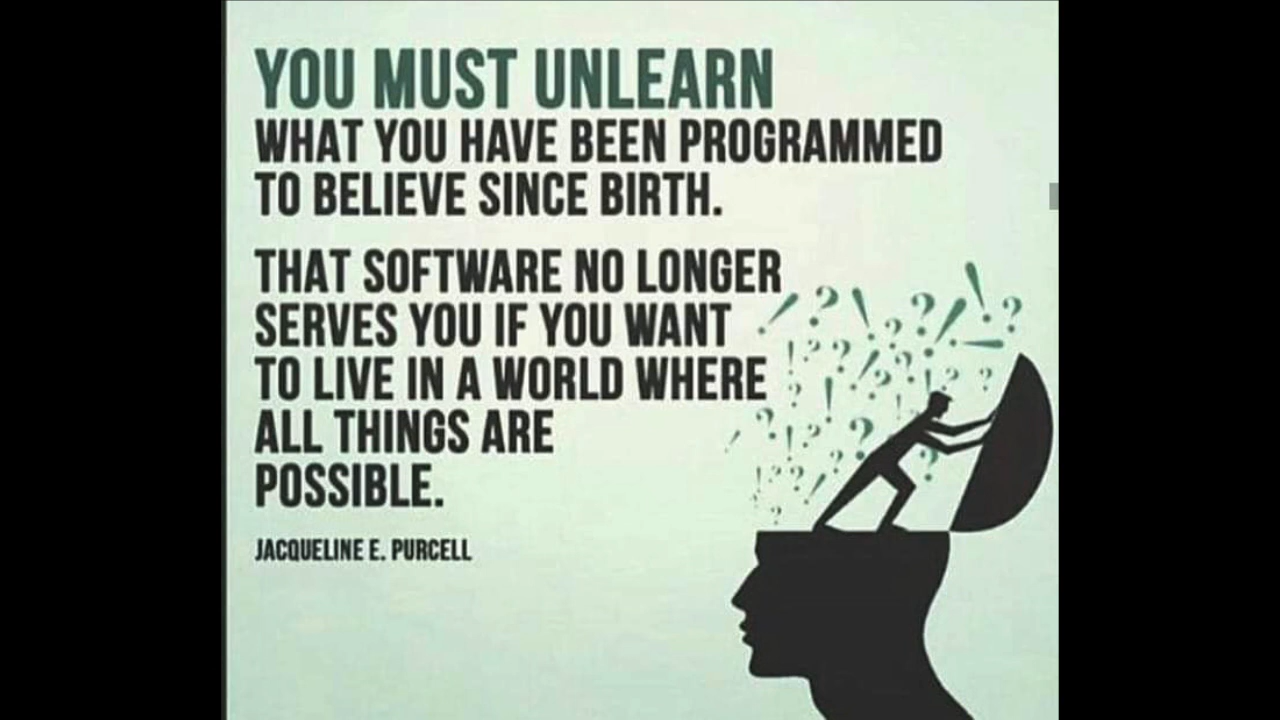 YOU MUST UNLEARN
WHAT YOU HAVE BEEN PROGRAMMED
TO BELIEVE SINCE BIRTH.
THAT SOFTWARE NO LONGER
SERVES YOU IF YOU WANT
TO LIVE IN A WORLD WHERE
ALL THINGS ARE
POSSIBLE.
JACQUELINE E. PURCELL